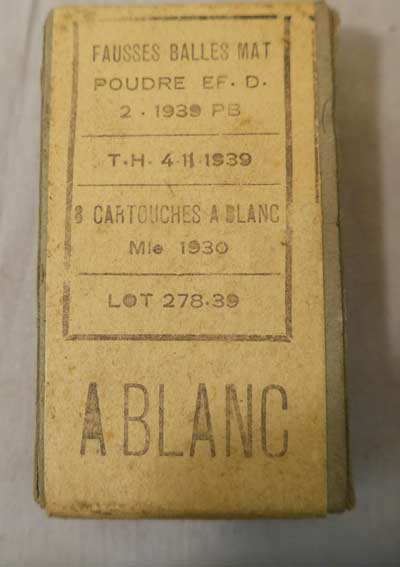 FAUSSES BALLES MAT
POUDRE EF. D.
2 · 1939 PB
T.H. 4·11·1939
8 CARTOUCHES A BLANC
Mle 1930
LOT 278·39
A BLANC